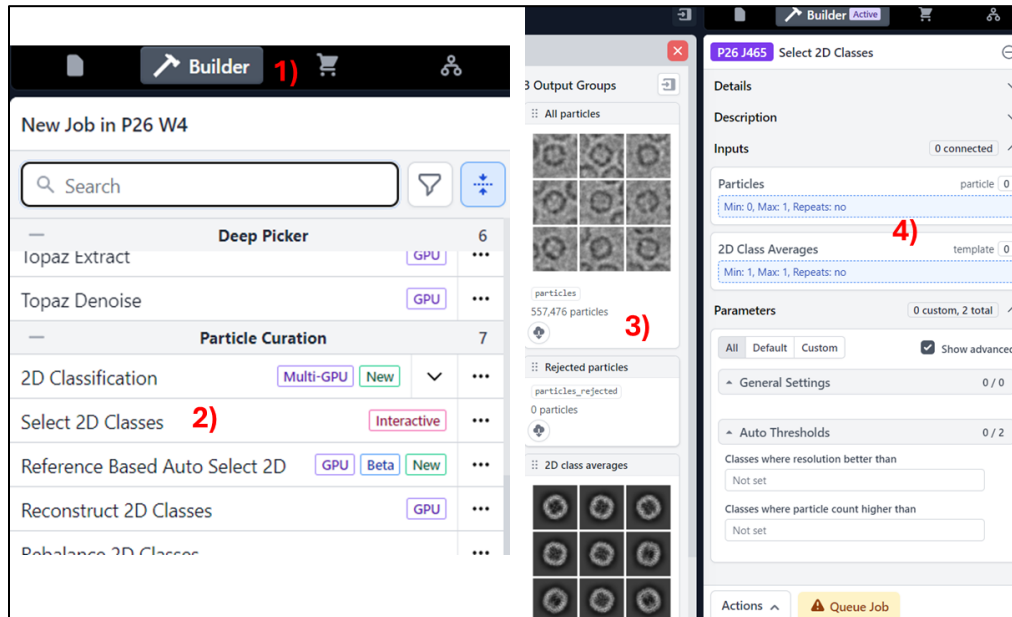 Builder
1)
New Job in P26 W4
Search
Deep Picker 6
Topaz Extract GPU
Topaz Denoise GPU
Particle Curation 7
2D Classification Multi-GPU New
Select 2D Classes 2) Interactive
Reference Based Auto Select 2D GPU Beta New
Reconstruct 2D Classes GPU
Rebalance 2D Classes
3 Output Groups
All particles
particles
557,476 particles
3)
Rejected particles
particles_rejected
0 particles
2D class averages
Builder Active
P26 J465 Select 2D Classes
Details
Description
Inputs 0 connected
Particles particle 0
Min: 0, Max: 1, Repeats: no
4)
2D Class Averages template 0
Min: 1, Max: 1, Repeats: no
Parameters 0 custom, 2 total
All Default Custom Show advanced
General Settings 0 / 0
Auto Thresholds 0 / 2
Classes where resolution better than
Not set
Classes where particle count higher than
Not set
Actions Queue Job